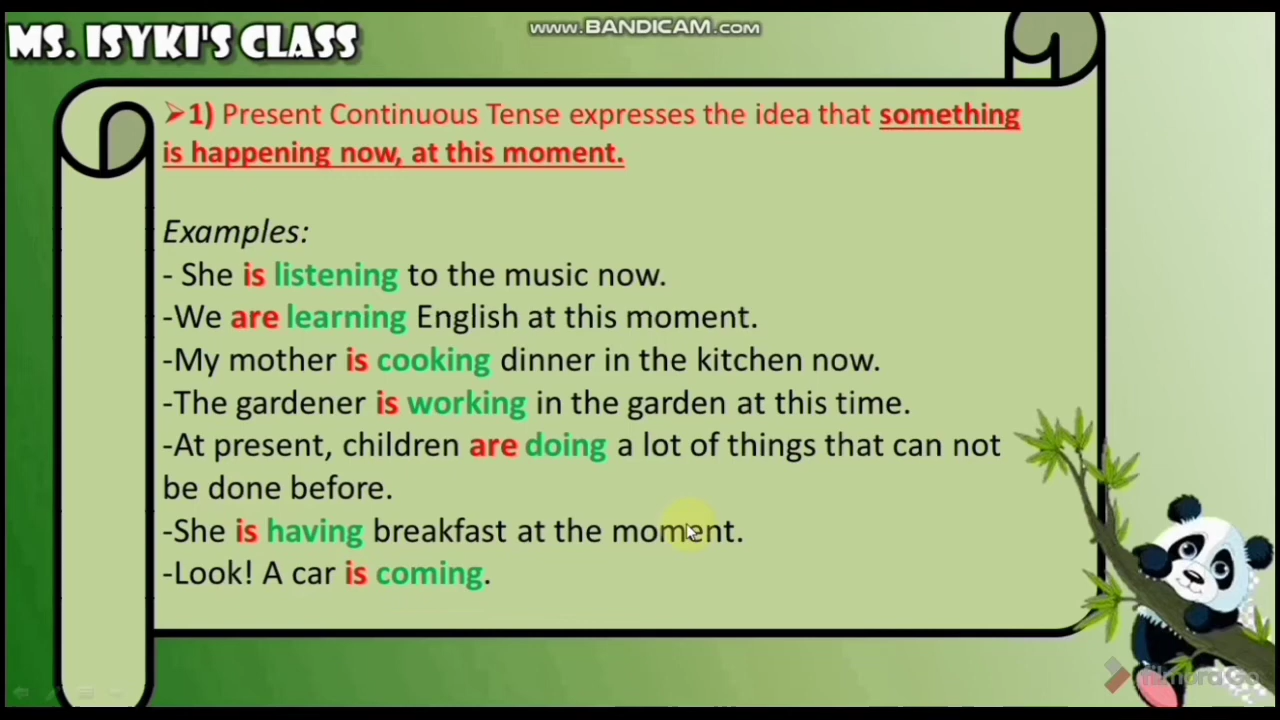 MS. ISYKI'S CLASS
www.BANDICAM.com
➢1) Present Continuous Tense expresses the idea that something
is happening now, at this moment.
Examples:
- She is listening to the music now.
-We are learning English at this moment.
-My mother is cooking dinner in the kitchen now.
-The gardener is working in the garden at this time.
-At present, children are doing a lot of things that can not
be done before.
-She is having breakfast at the moment.
-Look! A car is coming.
filmoraGo